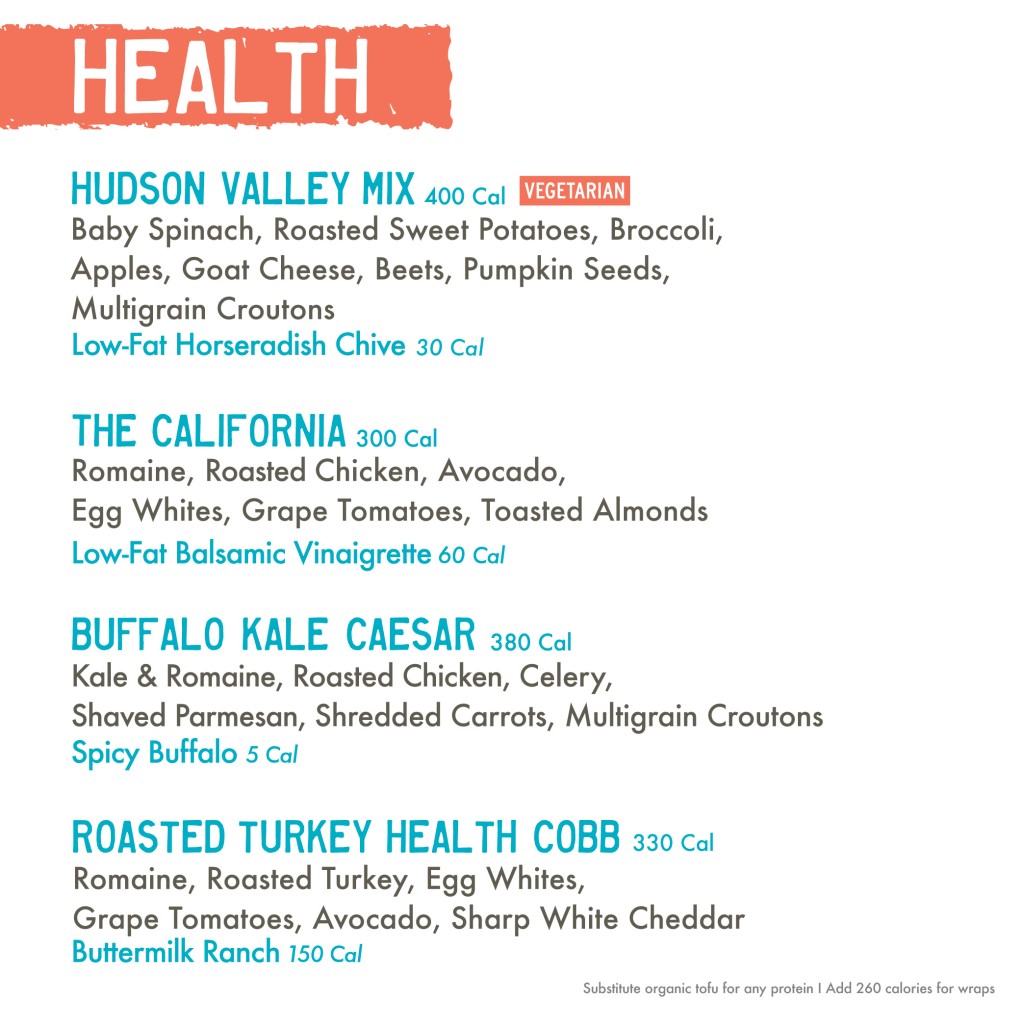 HEALTH
HUDSON VALLEY MIX 400 Cal VEGETARIAN
Baby Spinach, Roasted Sweet Potatoes, Broccoli,
Apples, Goat Cheese, Beets, Pumpkin Seeds,
Multigrain Croutons
Low-Fat Horseradish Chive 30 Cal
THE CALIFORNIA 300 Cal
Romaine, Roasted Chicken, Avocado,
Egg Whites, Grape Tomatoes, Toasted Almonds
Low-Fat Balsamic Vinaigrette 60 Cal
BUFFALO KALE CAESAR 380 Cal
Kale & Romaine, Roasted Chicken, Celery,
Shaved Parmesan, Shredded Carrots, Multigrain Croutons
Spicy Buffalo 5 Cal
ROASTED TURKEY HEALTH COBB 330 Cal
Romaine, Roasted Turkey, Egg Whites,
Grape Tomatoes, Avocado, Sharp White Cheddar
Buttermilk Ranch 150 Cal
Substitute organic tofu for any protein I Add 260 calories for wraps